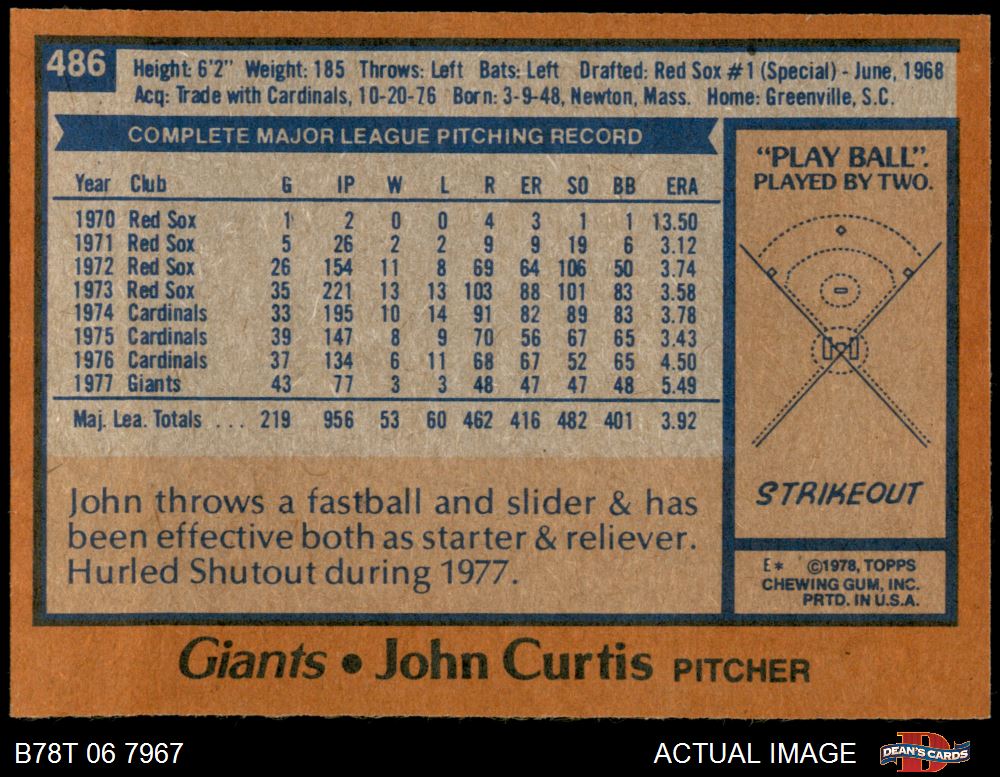 486
Height: 6'2" Weight: 185 Throws: Left Bats: Left Drafted: Red Sox #1 (Special) - June, 1968
Acq: Trade with Cardinals, 10-20-76 Born: 3-9-48, Newton, Mass. Home: Greenville, S.C.
COMPLETE MAJOR LEAGUE PITCHING RECORD
Year Club G IP W L R ER SO BB ERA
1970 Red Sox 1 2 0 0 4 3 1 1 13.50
1971 Red Sox 5 26 2 2 9 9 19 6 3.12
1972 Red Sox 26 154 11 8 69 64 106 50 3.74
1973 Red Sox 35 221 13 13 103 88 101 83 3.58
1974 Cardinals 33 195 10 14 91 82 89 83 3.78
1975 Cardinals 39 147 8 9 70 56 67 65 3.43
1976 Cardinals 37 134 6 11 68 67 52 65 4.50
1977 Giants 43 77 3 3 48 47 47 48 5.49
Maj. Lea. Totals ... 219 956 53 60 462 416 482 401 3.92
John throws a fastball and slider & has
been effective both as starter & reliever.
Hurled Shutout during 1977.
"PLAY BALL".
PLAYED BY TWO.
STRIKEOUT
E* ©1978, TOPPS
CHEWING GUM, INC.
PRTD. IN U.S.A.
Giants • John Curtis PITCHER
B78T 06 7967
ACTUAL IMAGE
DEAN'S CARDS